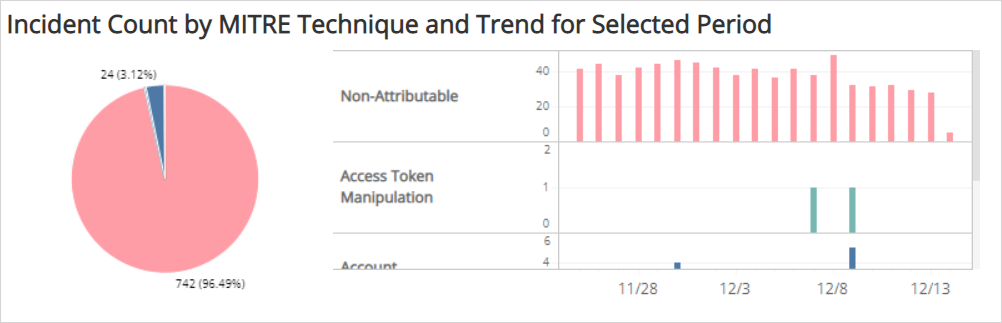 Incident Count by MITRE Technique and Trend for Selected Period
24 (3.12%)
742 (96.49%)
Non-Attributable
40
20
0
Access Token
Manipulation
2
1
0
Account
6
4
11/28
12/3
12/8
12/13